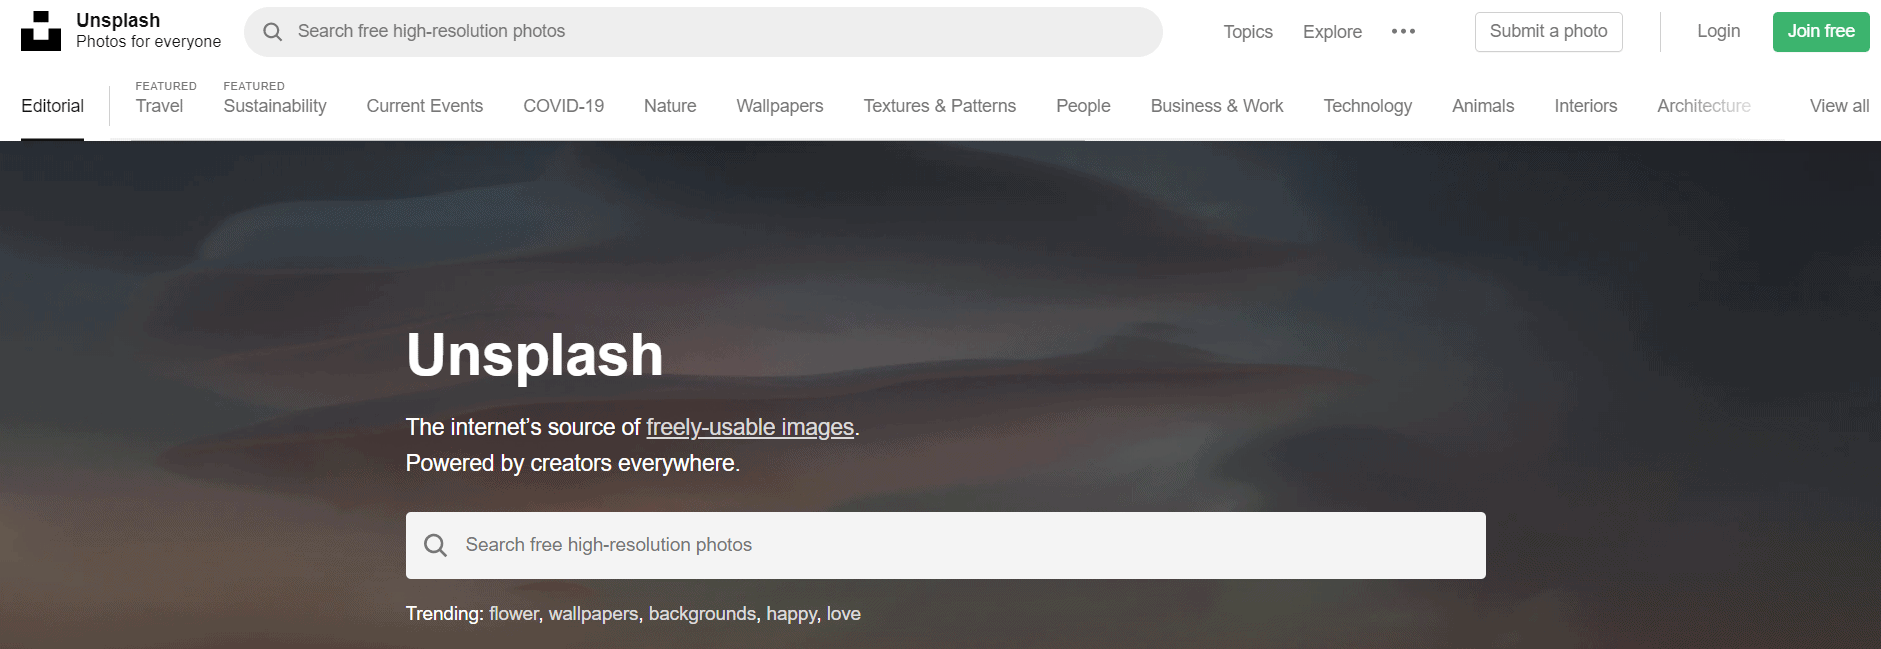 Unsplash
Photos for everyone
Search free high-resolution photos
Topics
Explore
Submit a photo
Login
Join free
Editorial
FEATURED
Travel
FEATURED
Sustainability
Current Events
COVID-19
Nature
Wallpapers
Textures & Patterns
People
Business & Work
Technology
Animals
Interiors
Architecture
View all
Unsplash
The internet’s source of freely-usable images.
Powered by creators everywhere.
Search free high-resolution photos
Trending: flower, wallpapers, backgrounds, happy, love